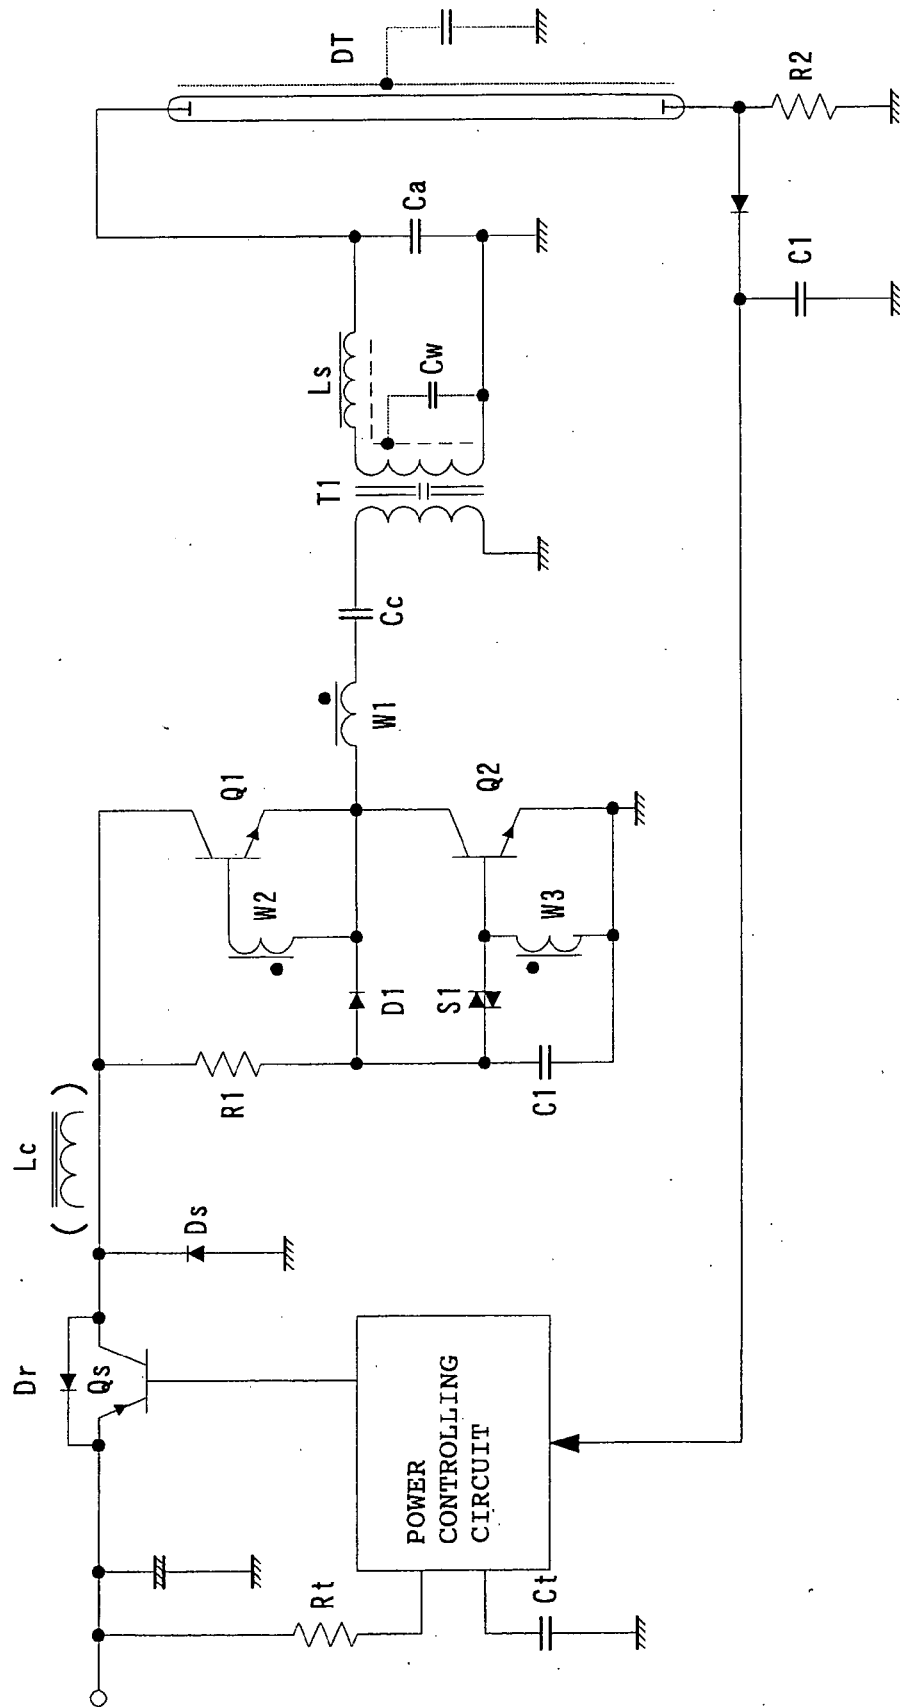 Dr
Qs
( Lc )
Ds
Rt
POWER
CONTROLLING
CIRCUIT
Ct
R1
D1
S1
C1
W2
W3
Q1
Q2
W1
Cc
T1
Ls
Cw
Ca
DT
R2
C1